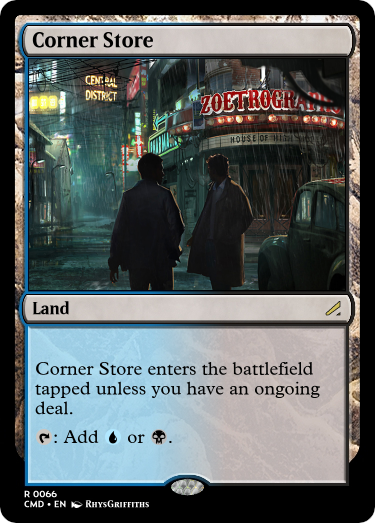 Corner Store
CENTRAL
DISTRICT
ZOETROGRAPH
HOUSE OF
Land
Corner Store enters the battlefield
tapped unless you have an ongoing
deal.
: Add or .
R 0066
CMD • EN RHYSGRIFFITHS